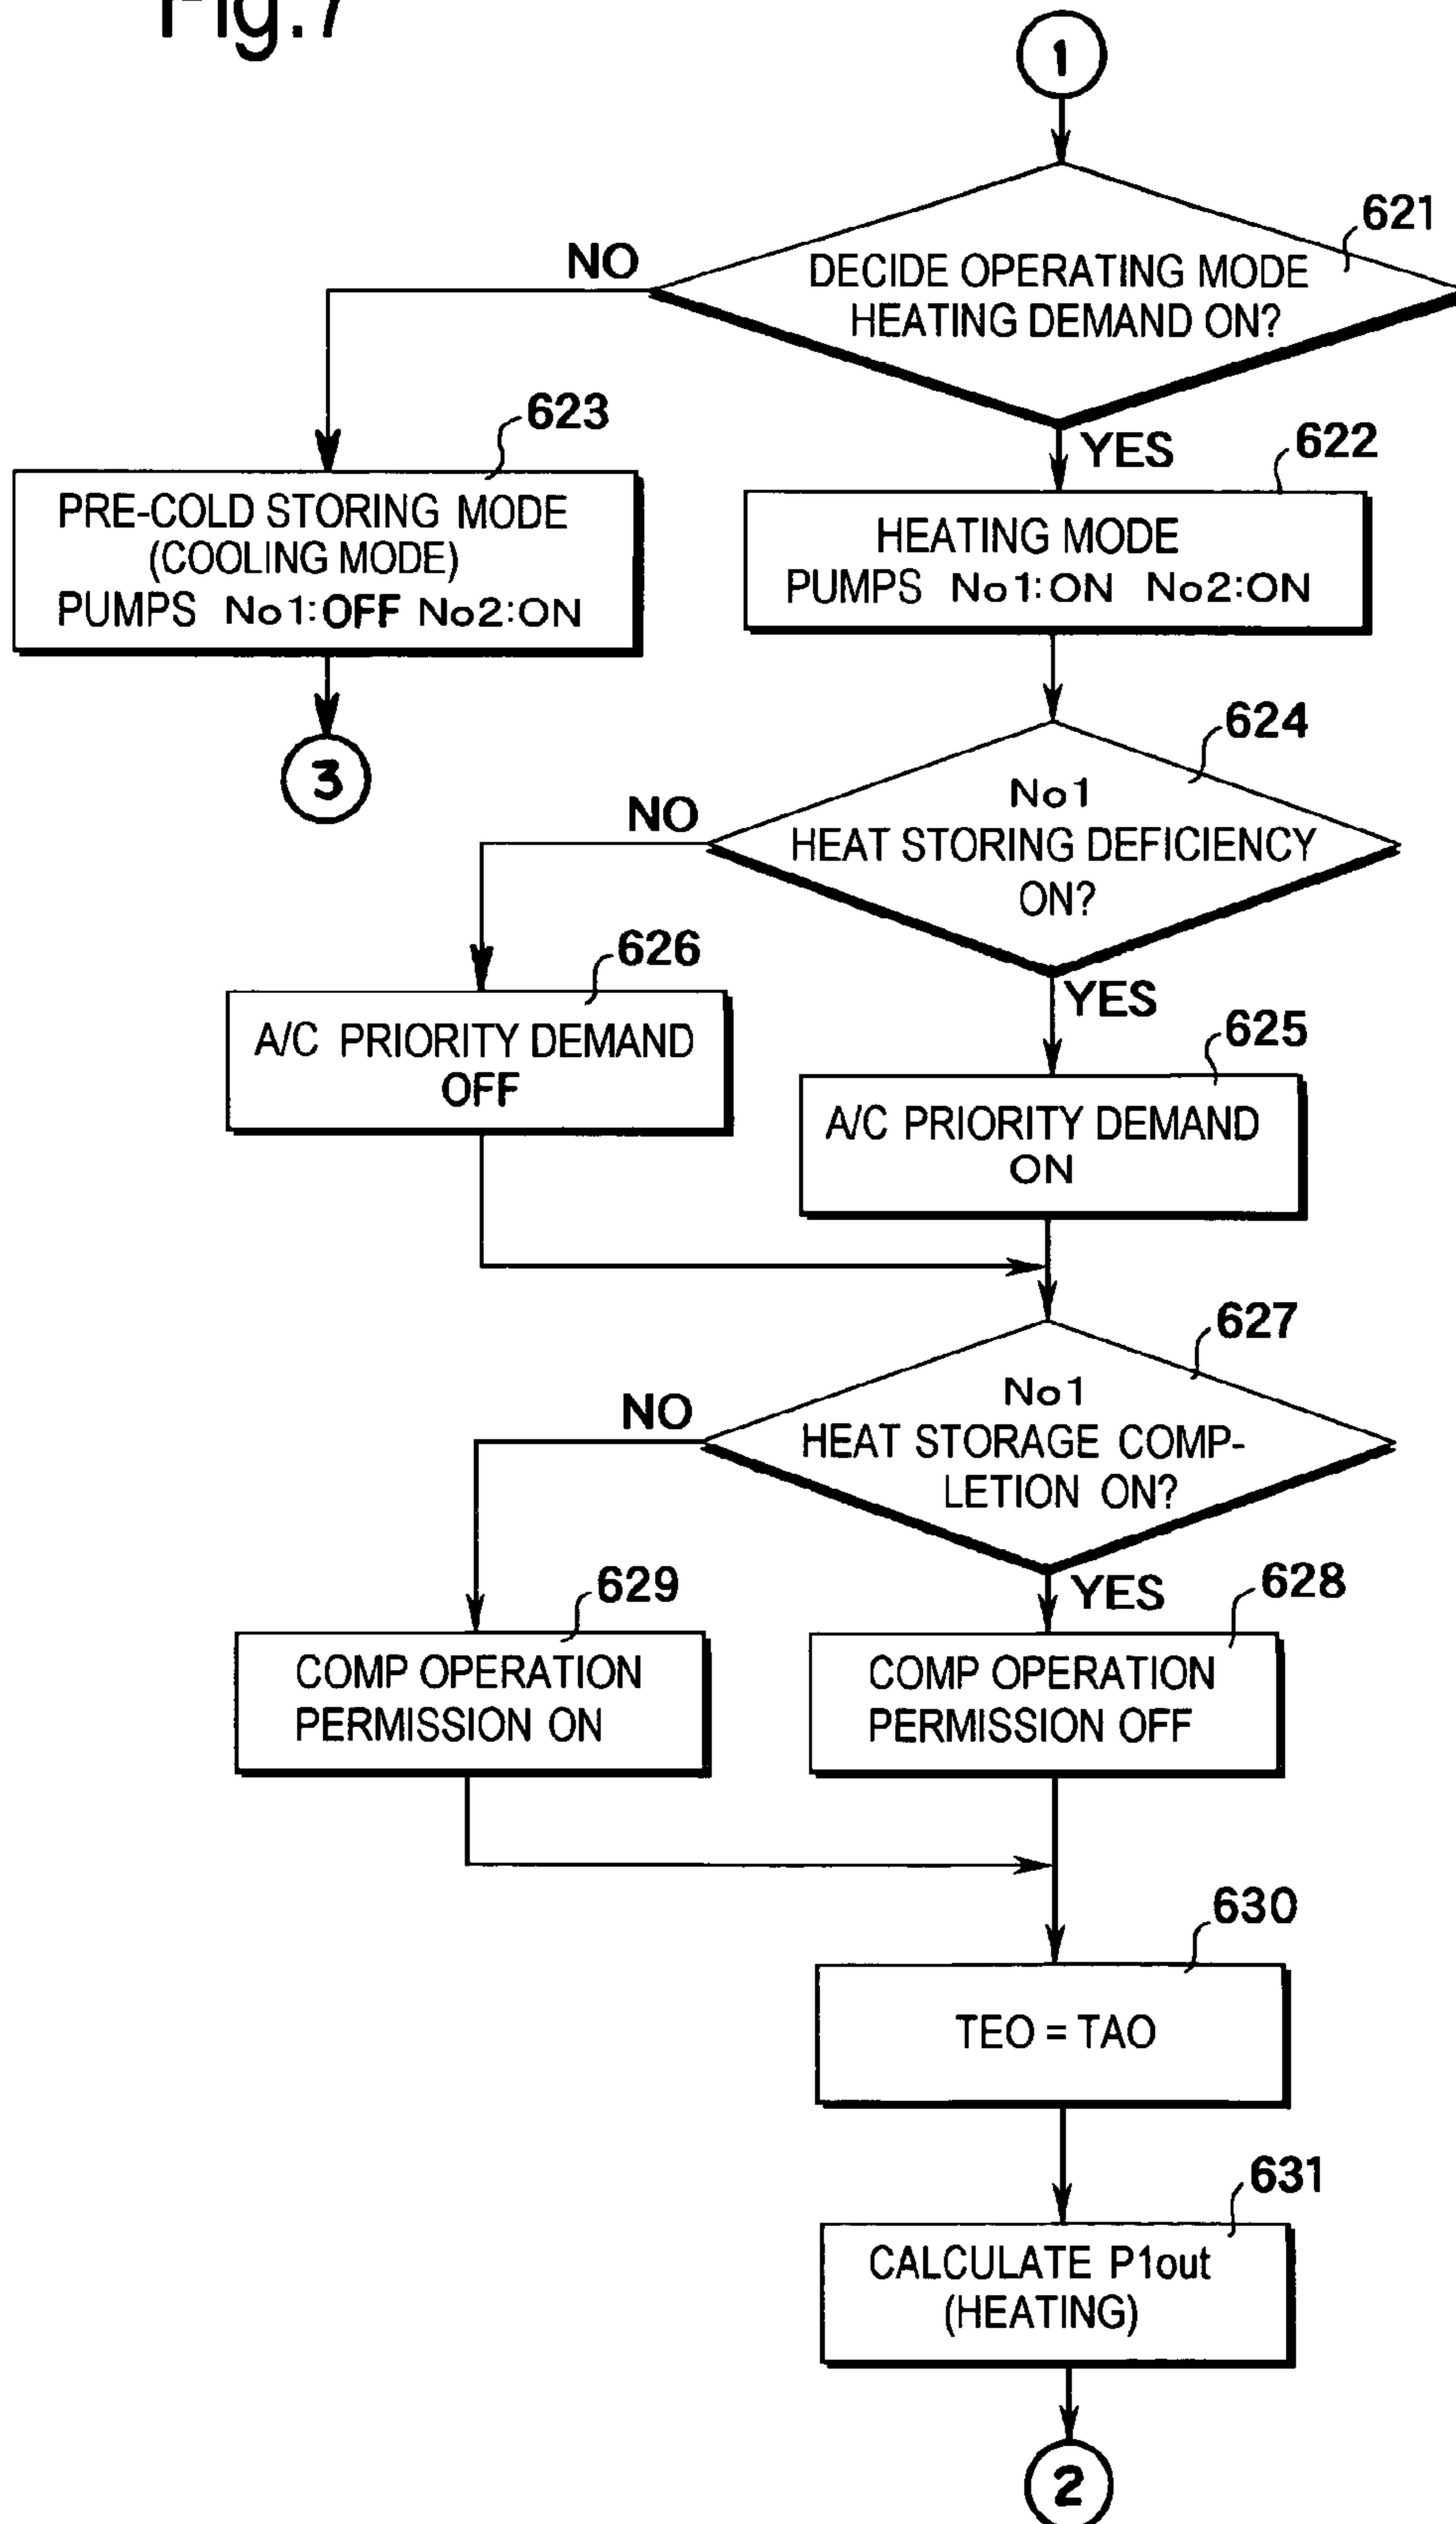 Fig.7
1
621
NO
DECIDE OPERATING MODE
HEATING DEMAND ON?
YES
623
622
PRE-COLD STORING MODE
(COOLING MODE)
PUMPS No1:OFF No2:ON
HEATING MODE
PUMPS No1:ON No2:ON
3
624
NO
No1
HEAT STORING DEFICIENCY
ON?
YES
626
625
A/C PRIORITY DEMAND
OFF
A/C PRIORITY DEMAND
ON
627
NO
No1
HEAT STORAGE COMP-
LETION ON?
YES
629
628
COMP OPERATION
PERMISSION ON
COMP OPERATION
PERMISSION OFF
630
TEO = TAO
631
CALCULATE P1out
(HEATING)
2